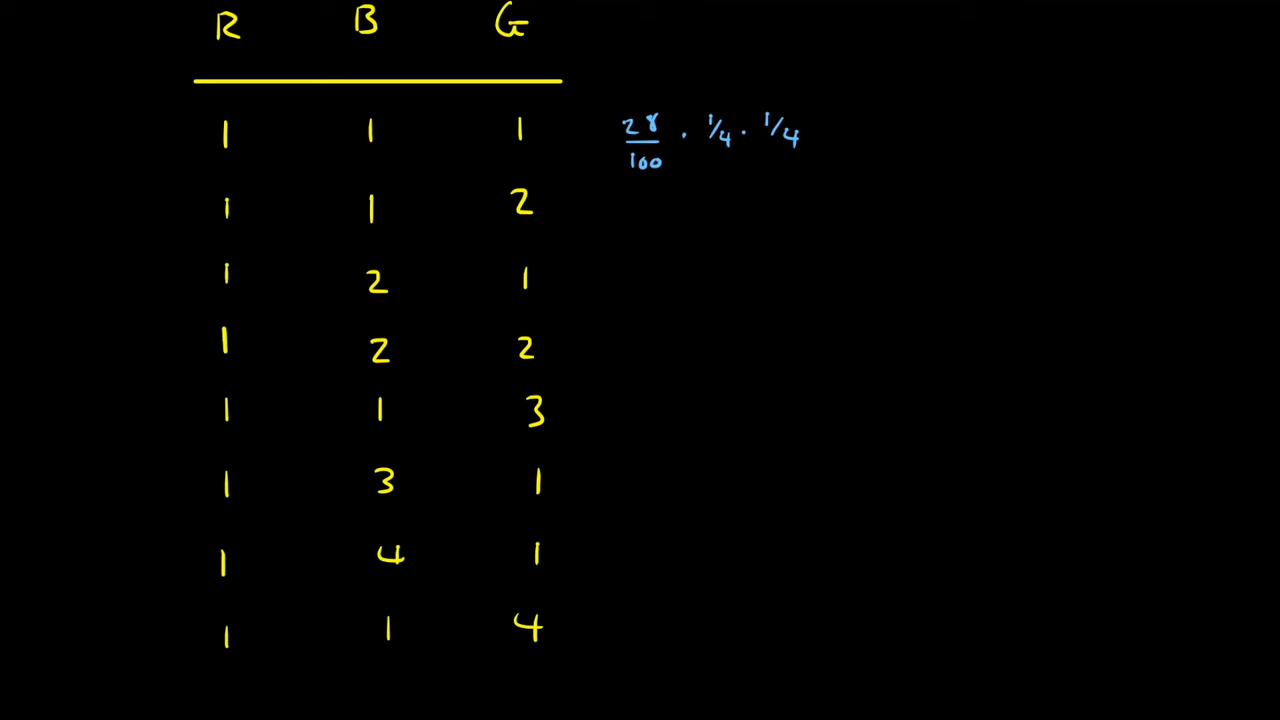 R B G
1 1 1 28/100 · 1/4 · 1/4
1 1 2
1 2 1
1 2 2
1 1 3
1 3 1
1 4 1
1 1 4